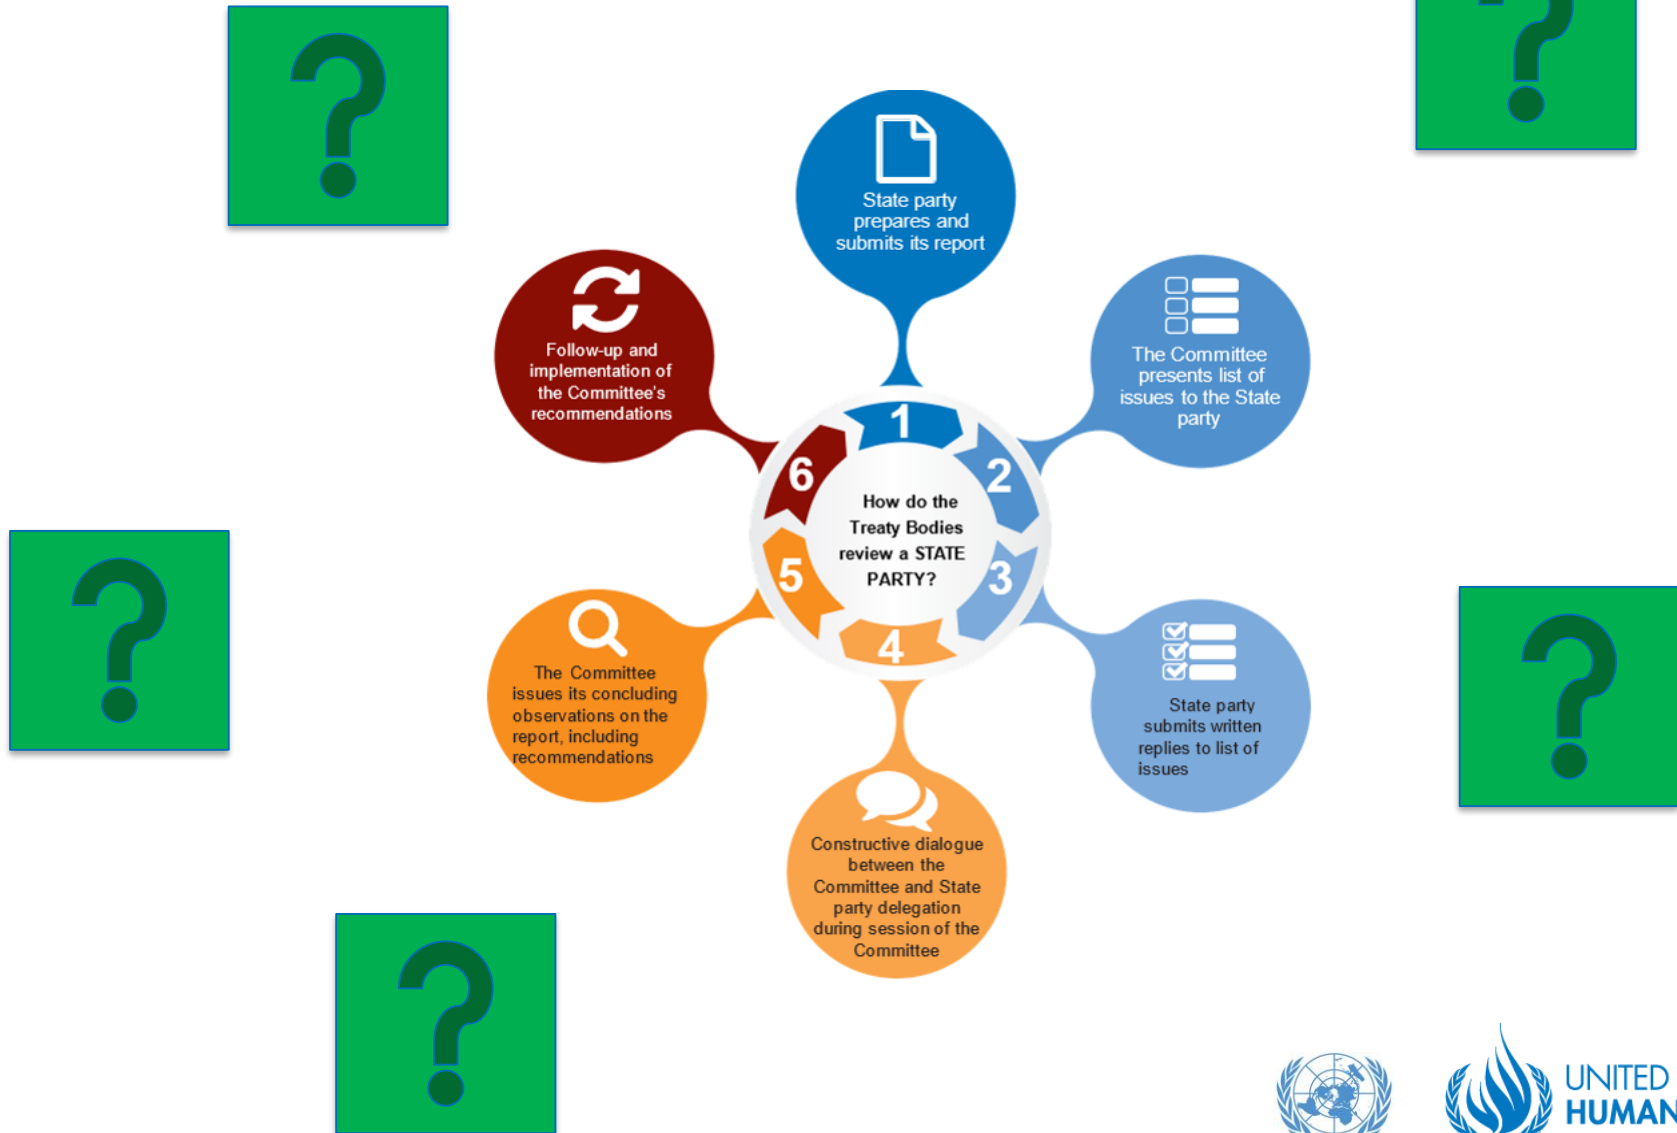 ?
?
State party
prepares and
submits its report
Follow-up and
implementation of
the Committee's
recommendations
The Committee
presents list of
issues to the State
party
1
6
2
How do the
Treaty Bodies
review a STATE
PARTY?
5
3
4
?
?
The Committee
issues its concluding
observations on the
report, including
recommendations
State party
submits written
replies to list of
issues
Constructive dialogue
between the
Committee and State
party delegation
during session of the
Committee
?
UNITED
HUMAN